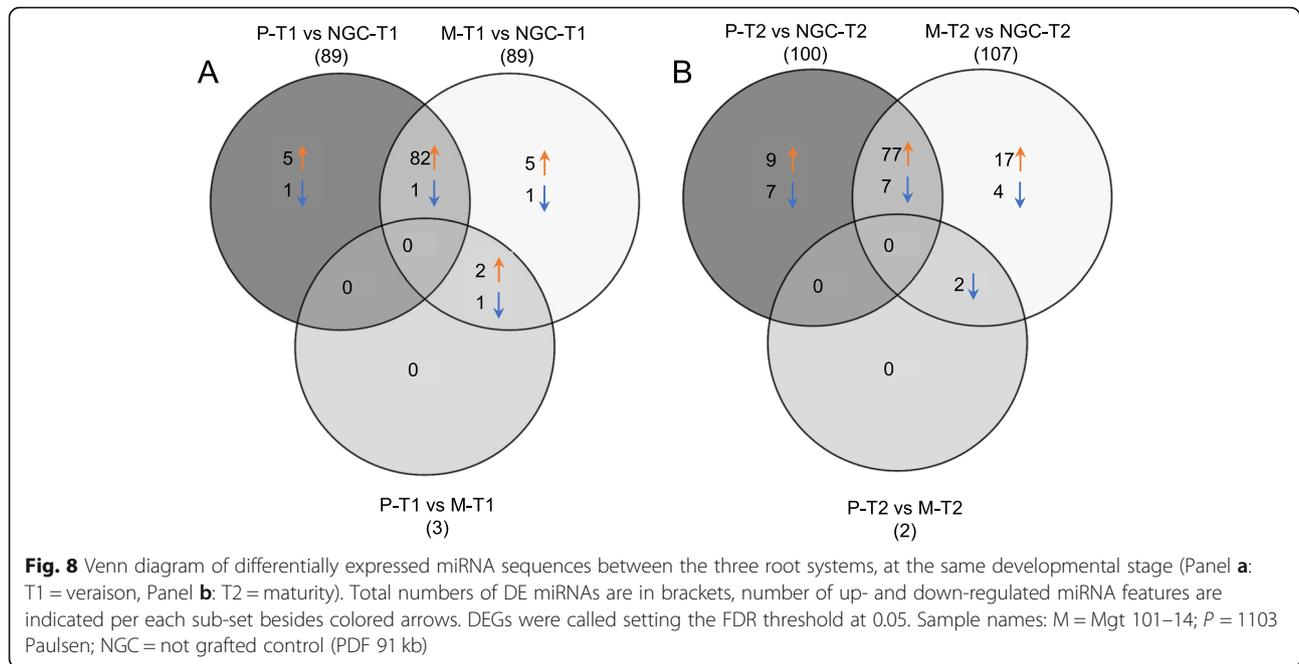 P-T1 vs NGC-T1
(89)
M-T1 vs NGC-T1
(89)
A
5↑
1↓
82↑
1↓
5↑
1↓
0
0
2↑
1↓
0
P-T1 vs M-T1
(3)
P-T2 vs NGC-T2
(100)
M-T2 vs NGC-T2
(107)
B
9↑
7↓
77↑
7↓
17↑
4↓
0
0
2↓
0
P-T2 vs M-T2
(2)
Fig. 8 Venn diagram of differentially expressed miRNA sequences between the three root systems, at the same developmental stage (Panel a:
T1 = veraison, Panel b: T2 = maturity). Total numbers of DE miRNAs are in brackets, number of up- and down-regulated miRNA features are
indicated per each sub-set besides colored arrows. DEGs were called setting the FDR threshold at 0.05. Sample names: M = Mgt 101–14; P = 1103
Paulsen; NGC = not grafted control (PDF 91 kb)